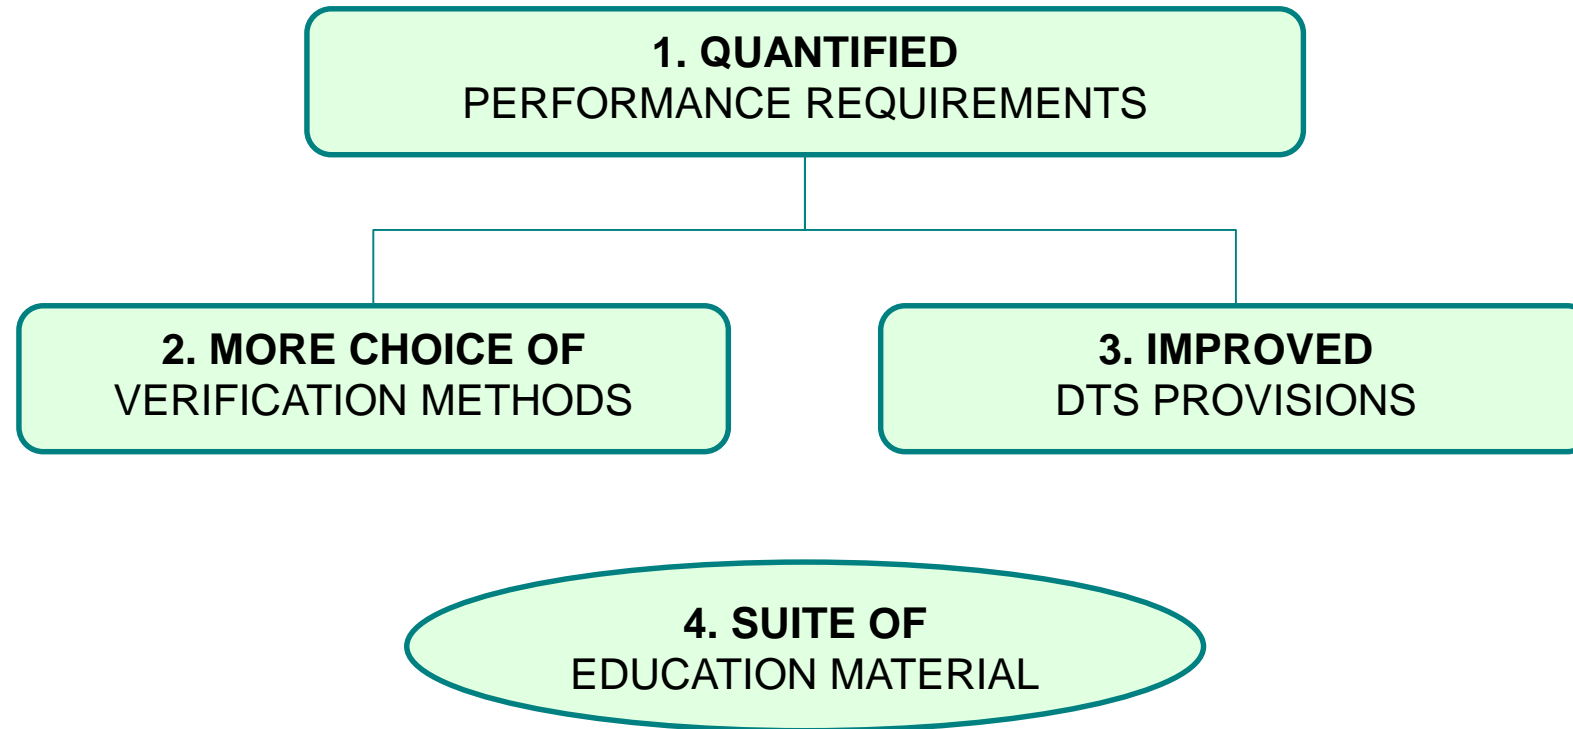 1. QUANTIFIED
PERFORMANCE REQUIREMENTS
2. MORE CHOICE OF
VERIFICATION METHODS
3. IMPROVED
DTS PROVISIONS
4. SUITE OF
EDUCATION MATERIAL